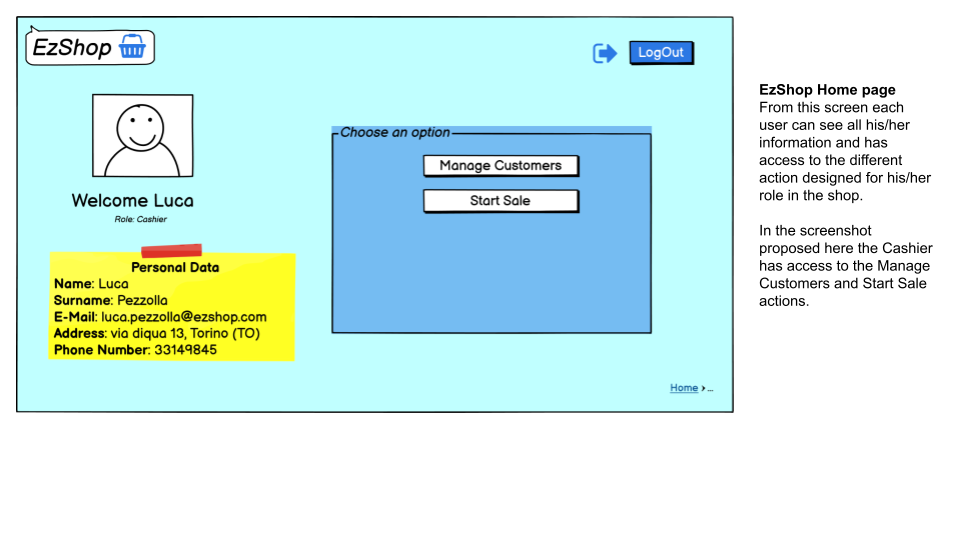 EzShop
LogOut
Welcome Luca
Role: Cashier
Personal Data
Name: Luca
Surname: Pezzolla
E-Mail: luca.pezzolla@ezshop.com
Address: via diqua 13, Torino (TO)
Phone Number: 33149845
Choose an option
Manage Customers
Start Sale
Home > ...
EzShop Home page
From this screen each
user can see all his/her
information and has
access to the different
action designed for his/her
role in the shop.
In the screenshot
proposed here the Cashier
has access to the Manage
Customers and Start Sale
actions.